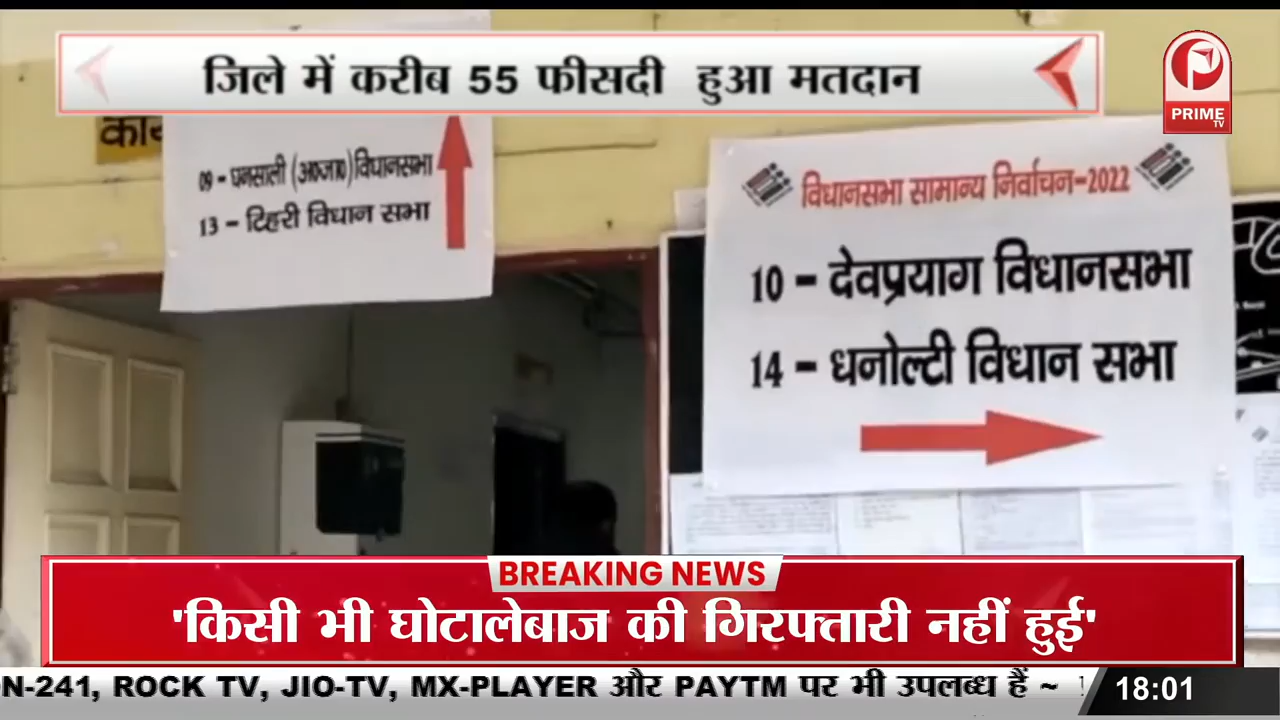 जिले में करीब 55 फीसदी हुआ मतदान
PRIME
TV
09 - घनसाली (अ0जा0) विधानसभा
13 - टिहरी विधान सभा
विधानसभा सामान्य निर्वाचन-2022
10 - देवप्रयाग विधानसभा
14 - धनोल्टी विधान सभा
BREAKING NEWS
'किसी भी घोटालेबाज की गिरफ्तारी नहीं हुई'
N-241, ROCK TV, JIO-TV, MX-PLAYER और PAYTM पर भी उपलब्ध हैं ~
18:01